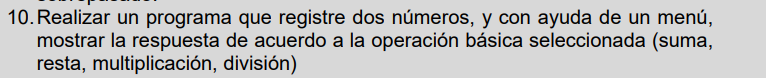 10. Realizar un programa que registre dos números, y con ayuda de un menú,
mostrar la respuesta de acuerdo a la operación básica seleccionada (suma,
resta, multiplicación, división)